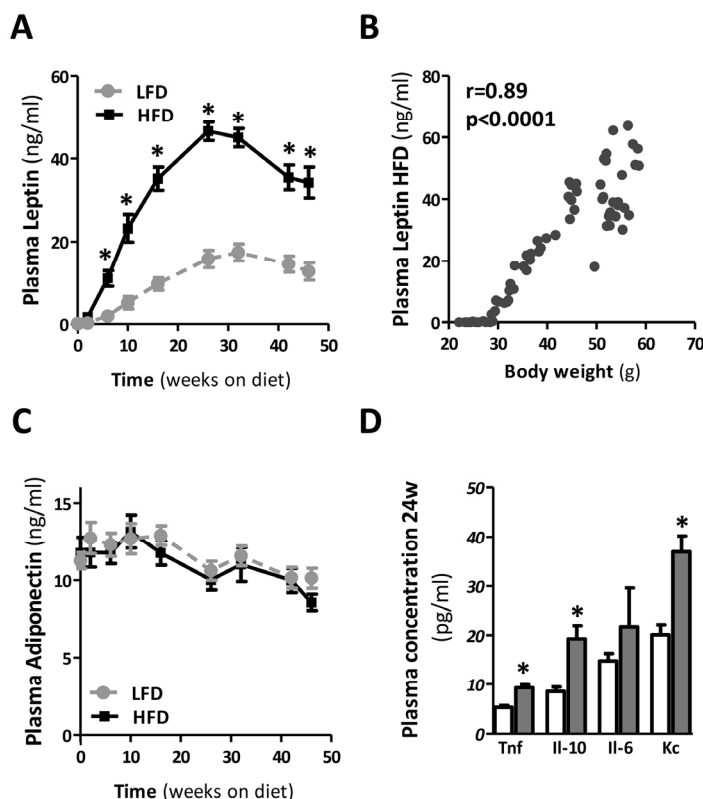 A
Plasma Leptin (ng/ml)
60
40
20
0
LFD
HFD
* * * * * * *
0 10 20 30 40 50
Time (weeks on diet)
B
Plasma Leptin HFD (ng/ml)
80
60
40
20
0
r=0.89
p<0.0001
20 30 40 50 60 70
Body weight (g)
C
Plasma Adiponectin (ng/ml)
15
10
5
0
LFD
HFD
0 10 20 30 40 50
Time (weeks on diet)
D
Plasma concentration 24w
(pg/ml)
50
40
30
20
10
0
* * *
Tnf Il-10 Il-6 Kc